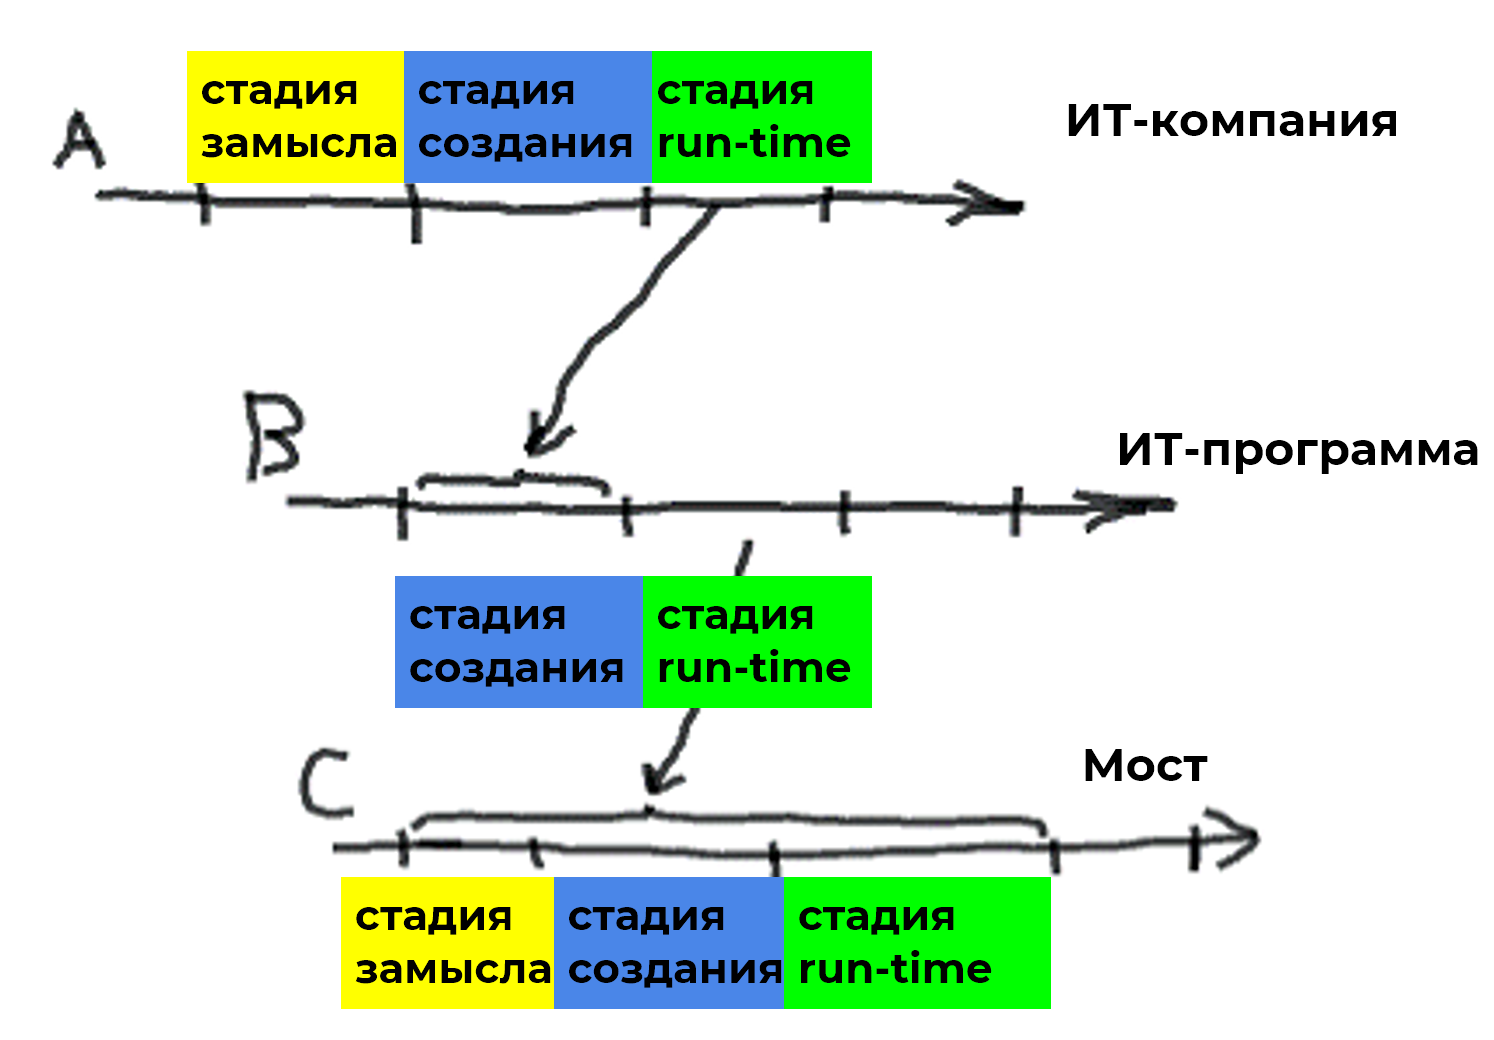 A
стадия
замысла
стадия
создания
стадия
run-time
ИТ-компания
B
ИТ-программа
стадия
создания
стадия
run-time
C
Мост
стадия
замысла
стадия
создания
стадия
run-time